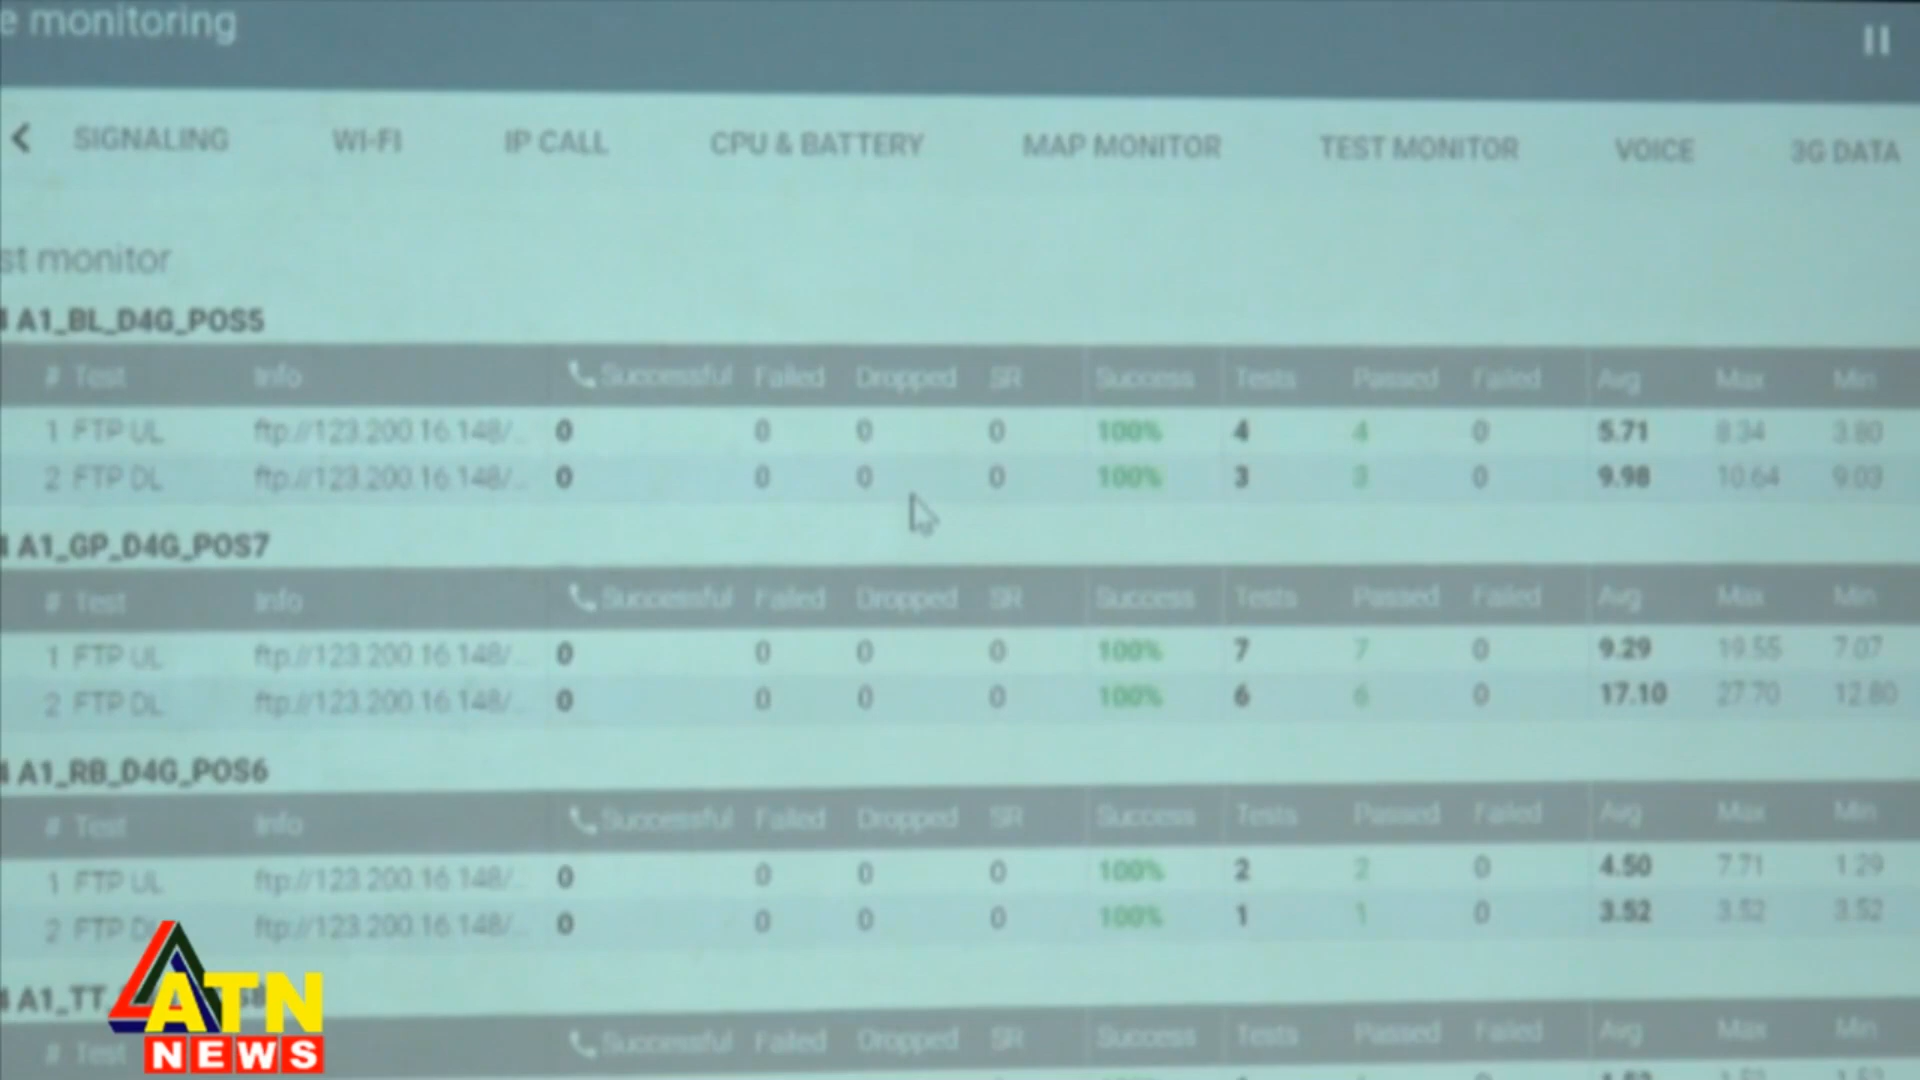 e monitoring
SIGNALING WI-FI IP CALL CPU & BATTERY MAP MONITOR TEST MONITOR VOICE 3G DATA
st monitor
A1_BL_D4G_POS5
# Test Info Successful Failed Dropped SR Success Tests Passed Failed Avg Max Min
1 FTP UL ftp://123.200.16.148/... 0 0 0 0 100% 4 4 0 5.71 8.34 3.80
2 FTP DL ftp://123.200.16.148/... 0 0 0 0 100% 3 3 0 9.98 10.64 9.03
A1_GP_D4G_POS7
# Test Info Successful Failed Dropped SR Success Tests Passed Failed Avg Max Min
1 FTP UL ftp://123.200.16.148/... 0 0 0 0 100% 7 7 0 9.29 19.55 7.07
2 FTP DL ftp://123.200.16.148/... 0 0 0 0 100% 6 6 0 17.10 27.70 12.80
A1_RB_D4G_POS6
# Test Info Successful Failed Dropped SR Success Tests Passed Failed Avg Max Min
1 FTP UL ftp://123.200.16.148/... 0 0 0 0 100% 2 2 0 4.50 7.71 1.29
2 FTP DL ftp://123.200.16.148/... 0 0 0 0 100% 1 1 0 3.52 3.52 3.52
A1_TT
# Test Successful Failed Dropped SR Success Tests Passed Failed Avg Max Min
ATN
NEWS